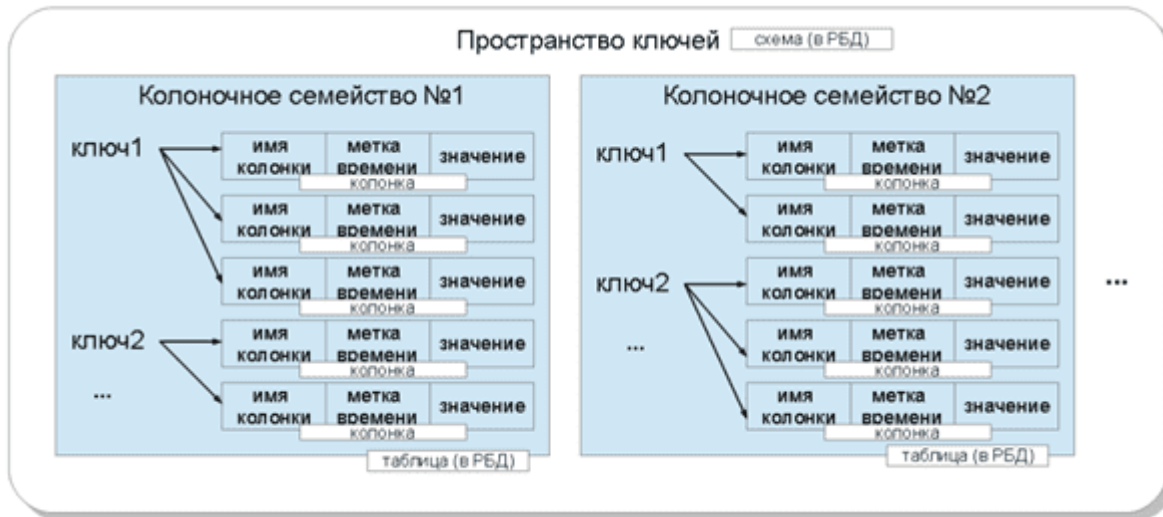 Пространство ключей схема (в РБД)
Колоночное семейство №1
ключ1
имя колонки
метка времени
значение
колонка
имя колонки
метка времени
значение
колонка
имя колонки
метка времени
значение
колонка
ключ2
имя колонки
метка времени
значение
колонка
...
имя колонки
метка времени
значение
колонка
таблица (в РБД)
Колоночное семейство №2
ключ1
имя колонки
метка времени
значение
колонка
имя колонки
метка времени
значение
колонка
ключ2
имя колонки
метка времени
значение
колонка
...
имя колонки
метка времени
значение
колонка
имя колонки
метка времени
значение
колонка
таблица (в РБД)
...